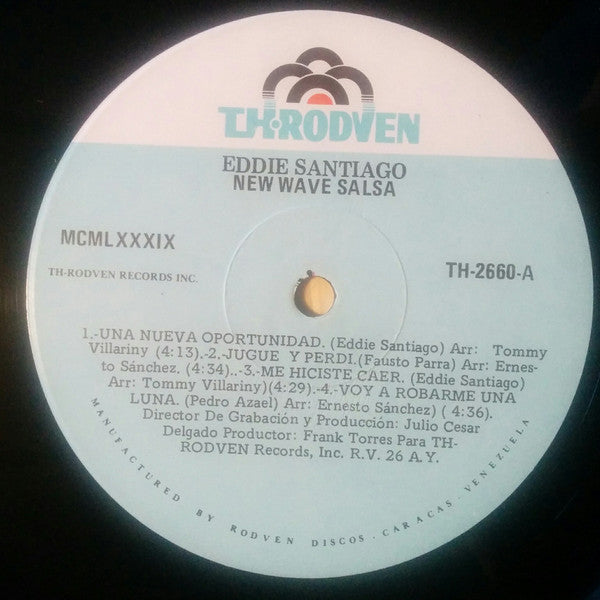 TH·RODVEN
EDDIE SANTIAGO
NEW WAVE SALSA
MCMLXXXIX
TH-RODVEN RECORDS INC.
TH-2660-A
1.-UNA NUEVA OPORTUNIDAD. (Eddie Santiago) Arr: Tommy
Villariny (4:13).-2.-JUGUE Y PERDI.(Fausto Parra) Arr: Ernes-
to Sánchez. (4:34)..-3.-ME HICISTE CAER. (Eddie Santiago)
Arr: Tommy Villariny)(4:29).-4.-VOY A ROBARME UNA
LUNA. (Pedro Azael) Arr: Ernesto Sánchez) ( 4:36).
Director De Grabación y Producción: Julio Cesar
Delgado Productor: Frank Torres Para TH-
RODVEN Records, Inc. R.V. 26 A.Y.
MANUFACTURED BY RODVEN DISCOS · CARACAS · VENEZUELA